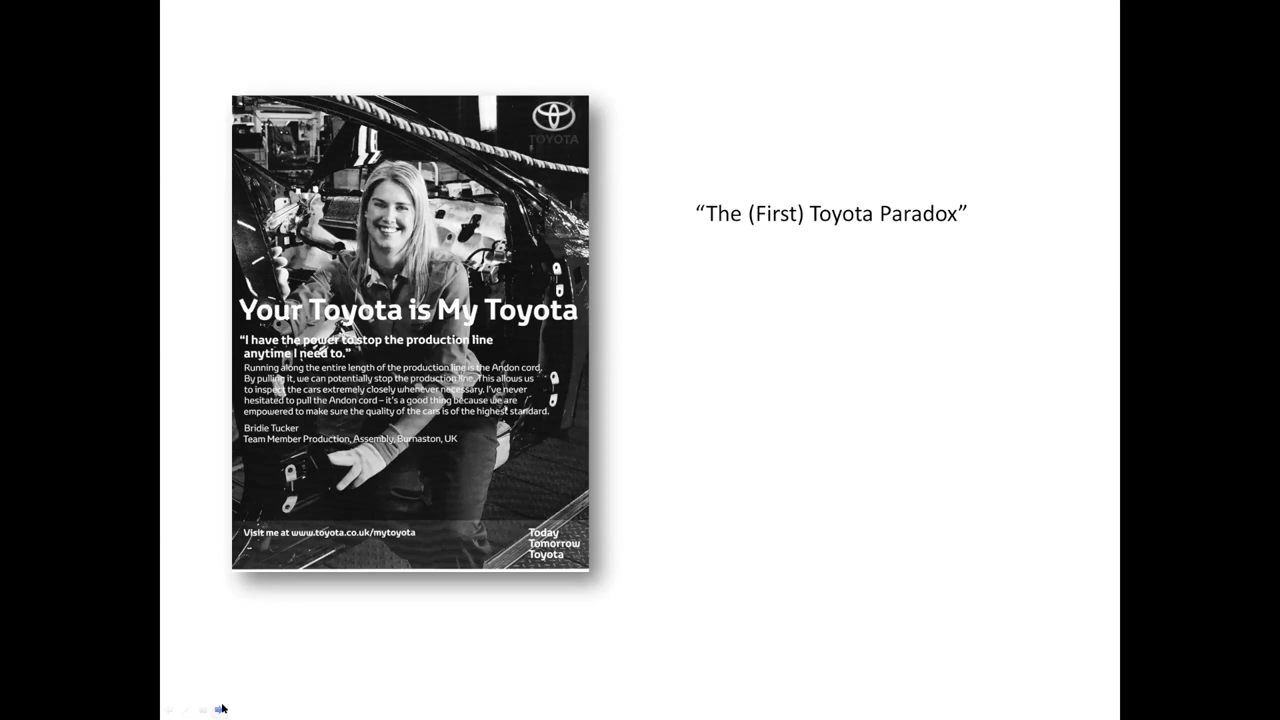 TOYOTA
“The (First) Toyota Paradox”
Your Toyota is My Toyota
“I have the power to stop the production line
anytime I need to.”
Running along the entire length of the production line is the Andon cord.
By pulling it, we can potentially stop the production line. This allows us
to inspect the cars extremely closely whenever necessary. I’ve never
hesitated to pull the Andon cord – it’s a good thing because we are
empowered to make sure the quality of the cars is of the highest standard.
Bridie Tucker
Team Member Production, Assembly, Burnaston, UK
Visit me at www.toyota.co.uk/mytoyota
Today
Tomorrow
Toyota